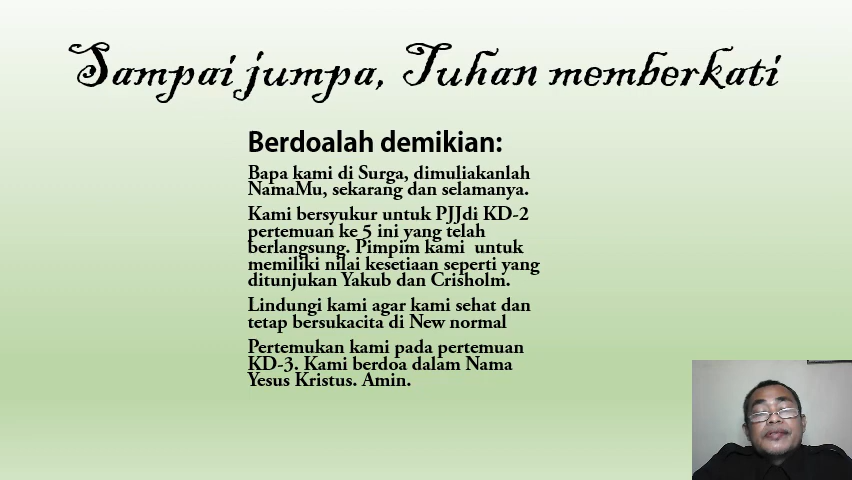 Sampai jumpa, Tuhan memberkati
Berdoalah demikian:
Bapa kami di Surga, dimuliakanlah
NamaMu, sekarang dan selamanya.
Kami bersyukur untuk PJJdi KD-2
pertemuan ke 5 ini yang telah
berlangsung. Pimpim kami  untuk
memiliki nilai kesetiaan seperti yang
ditunjukan Yakub dan Crisholm.
Lindungi kami agar kami sehat dan
tetap bersukacita di New normal
Pertemukan kami pada pertemuan
KD-3. Kami berdoa dalam Nama
Yesus Kristus. Amin.